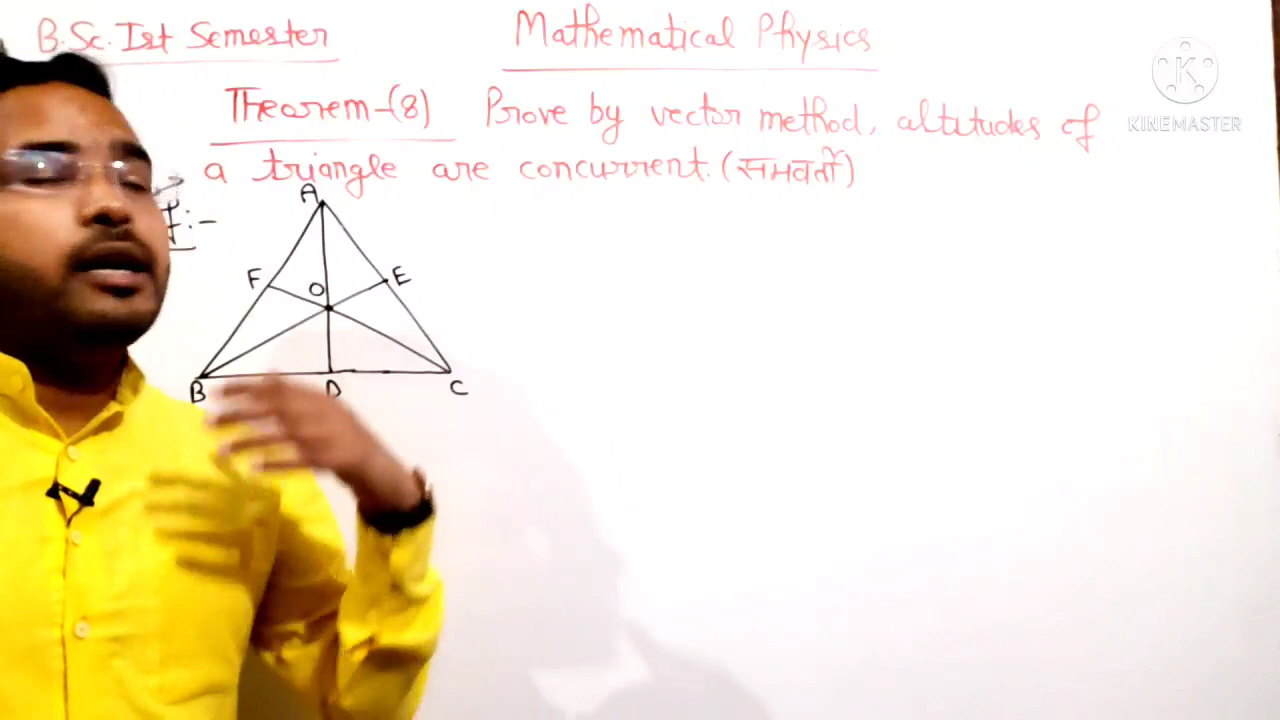 B.Sc. Ist Semester
Mathematical Physics
Theorem-(8) Prove by vector method, altitudes of
a triangle are concurrent. (समवर्ती)
A
F
O
E
B
D
C
K
KINEMASTER